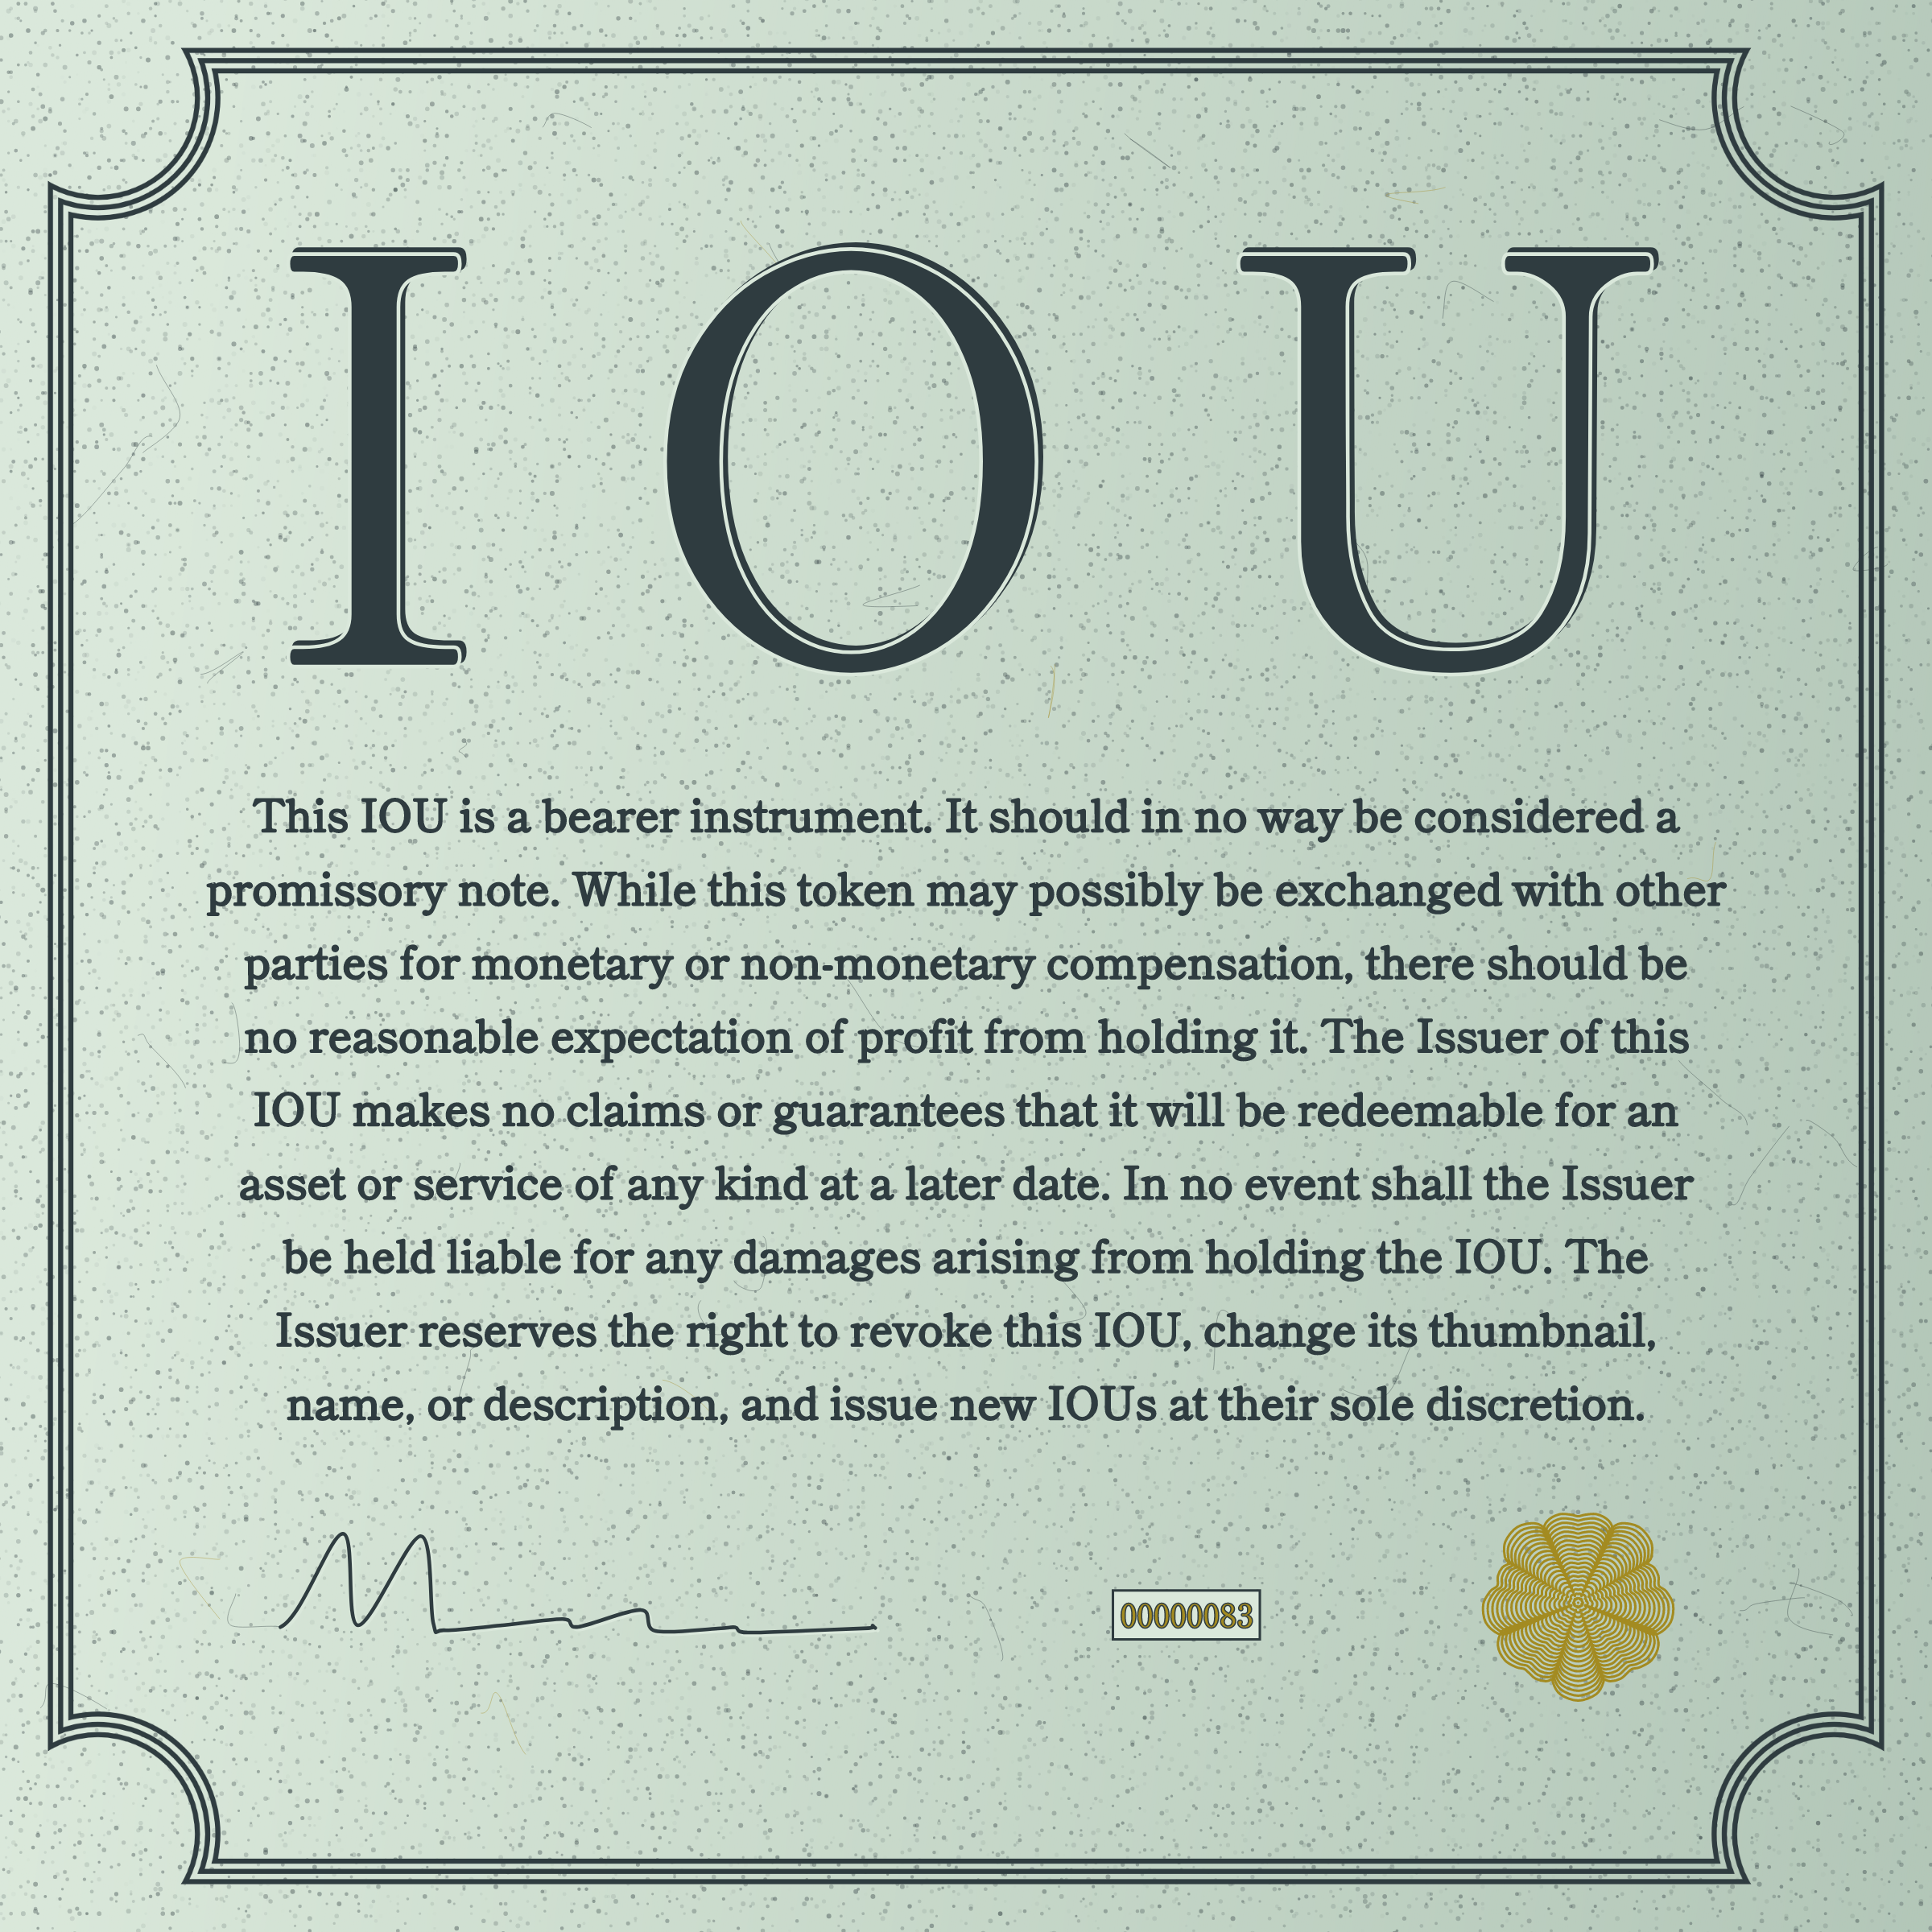 I O U
This IOU is a bearer instrument. It should in no way be considered a
promissory note. While this token may possibly be exchanged with other
parties for monetary or non-monetary compensation, there should be
no reasonable expectation of profit from holding it. The Issuer of this
IOU makes no claims or guarantees that it will be redeemable for an
asset or service of any kind at a later date. In no event shall the Issuer
be held liable for any damages arising from holding the IOU. The
Issuer reserves the right to revoke this IOU, change its thumbnail,
name, or description, and issue new IOUs at their sole discretion.
00000083